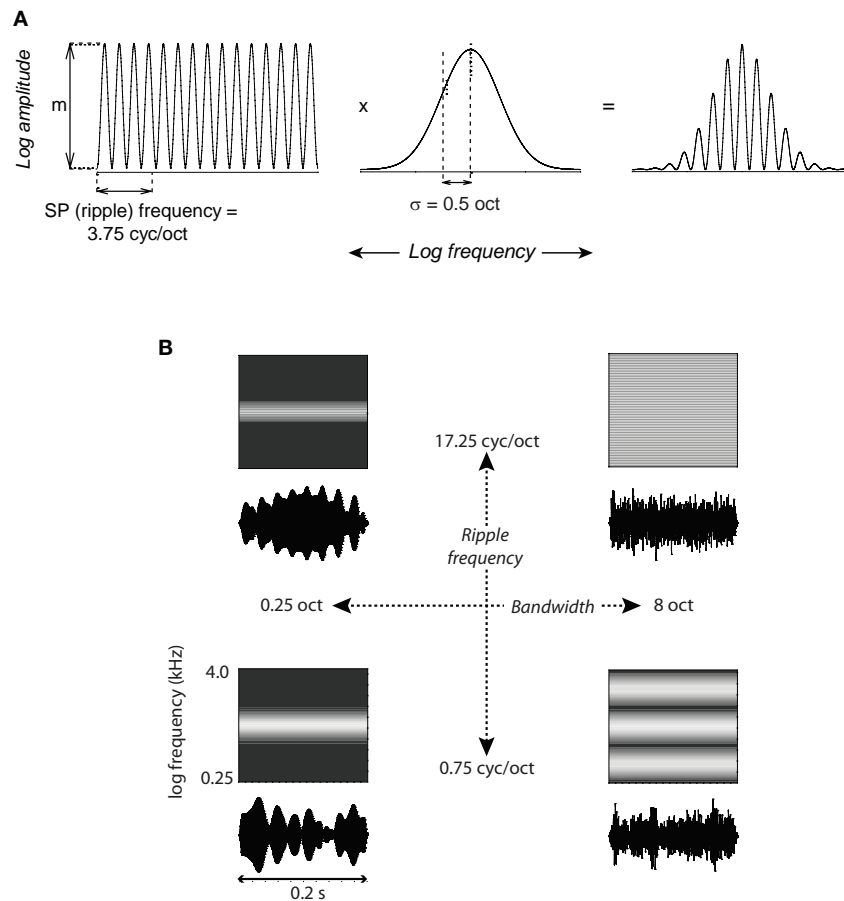 A
Log amplitude
m
x
=
SP (ripple) frequency =
3.75 cyc/oct
σ = 0.5 oct
Log frequency
B
17.25 cyc/oct
Ripple
frequency
0.25 oct
Bandwidth
8 oct
log frequency (kHz)
4.0
0.25
0.75 cyc/oct
0.2 s